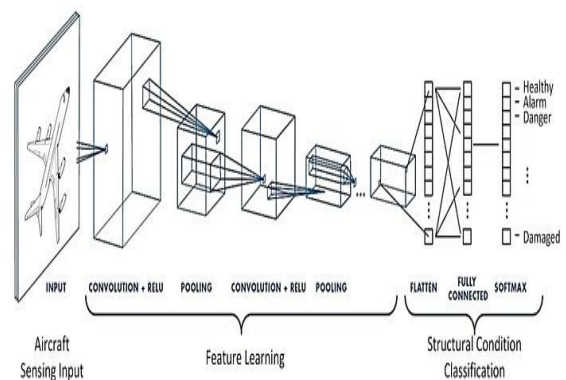 Healthy
Alarm
Danger
...
Damaged
INPUT
CONVOLUTION + RELU
POOLING
CONVOLUTION + RELU
POOLING
FLATTEN
FULLY
CONNECTED
SOFTMAX
Aircraft
Sensing Input
Feature Learning
Structural Condition
Classification